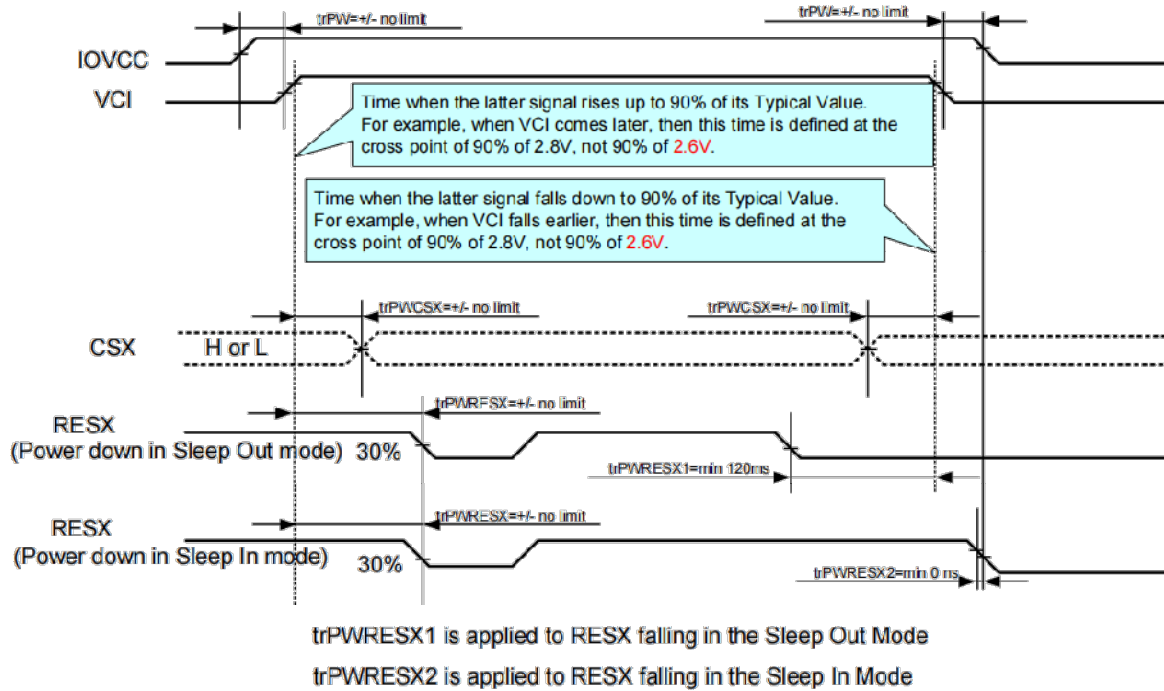 trPW=+/- no limit
trPW=+/- no limit
IOVCC
VCI
Time when the latter signal rises up to 90% of its Typical Value.
For example, when VCI comes later, then this time is defined at the
cross point of 90% of 2.8V, not 90% of 2.6V.
Time when the latter signal falls down to 90% of its Typical Value.
For example, when VCI falls earlier, then this time is defined at the
cross point of 90% of 2.8V, not 90% of 2.6V.
trPWCSX=+/- no limit
trPWCSX=+/- no limit
CSX
H or L
trPWRESX=+/- no limit
RESX
(Power down in Sleep Out mode)
30%
trPWRESX1=min 120ms
trPWRESX=+/- no limit
RESX
(Power down in Sleep In mode)
30%
trPWRESX2=min 0 ns
trPWRESX1 is applied to RESX falling in the Sleep Out Mode
trPWRESX2 is applied to RESX falling in the Sleep In Mode